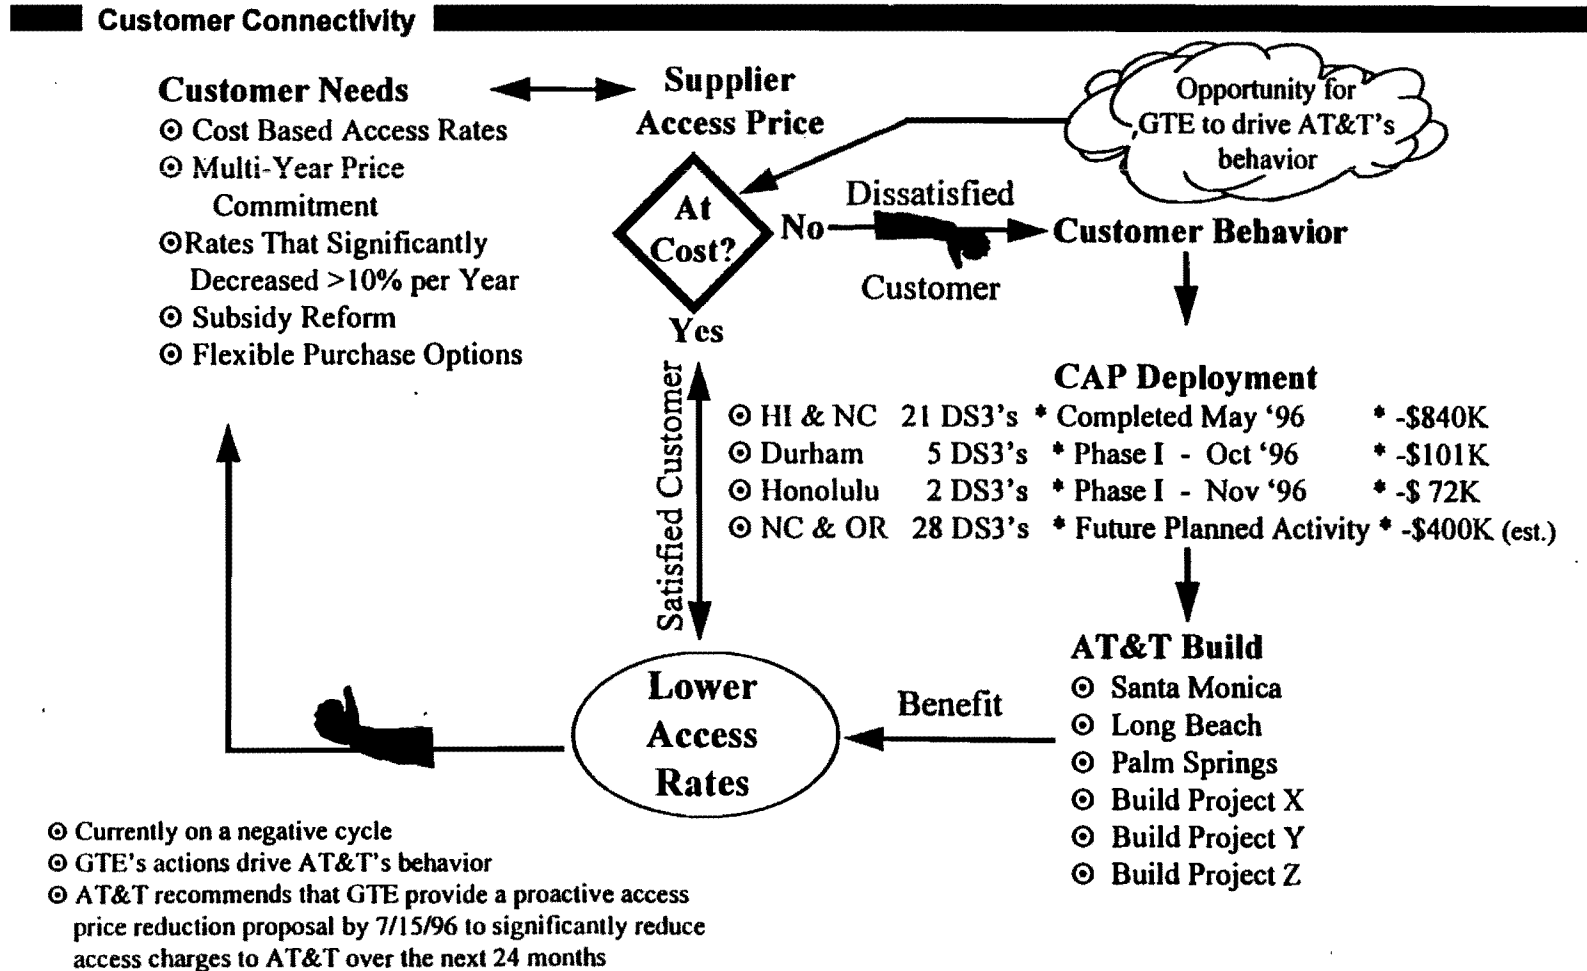 Customer Connectivity
Customer Needs
⊙ Cost Based Access Rates
⊙ Multi-Year Price
Commitment
⊙Rates That Significantly
Decreased >10% per Year
⊙ Subsidy Reform
⊙ Flexible Purchase Options
Supplier
Access Price
Opportunity for
GTE to drive AT&T's
behavior
At
Cost?
No
Dissatisfied
Customer
Customer Behavior
Yes
Satisfied Customer
CAP Deployment
⊙ HI & NC 21 DS3's * Completed May ‘96 * -$840K
⊙ Durham 5 DS3's * Phase I - Oct ‘96 * -$101K
⊙ Honolulu 2 DS3's * Phase I - Nov ‘96 * -$ 72K
⊙ NC & OR 28 DS3's * Future Planned Activity * -$400K (est.)
AT&T Build
⊙ Santa Monica
⊙ Long Beach
⊙ Palm Springs
⊙ Build Project X
⊙ Build Project Y
⊙ Build Project Z
Benefit
Lower
Access
Rates
⊙ Currently on a negative cycle
⊙ GTE's actions drive AT&T's behavior
⊙ AT&T recommends that GTE provide a proactive access
price reduction proposal by 7/15/96 to significantly reduce
access charges to AT&T over the next 24 months